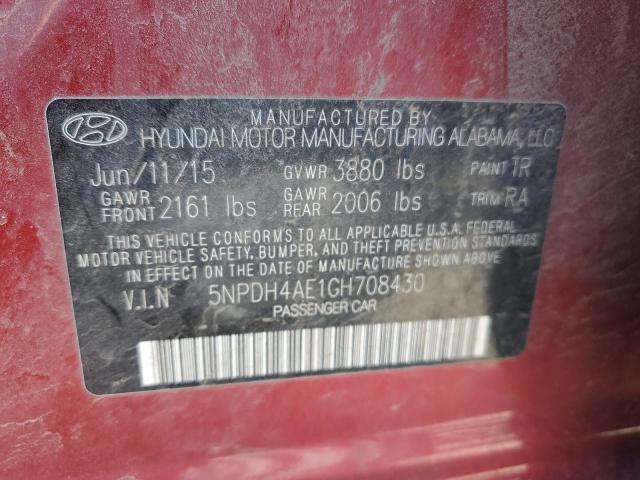 MANUFACTURED BY
HYUNDAI MOTOR MANUFACTURING ALABAMA, LLC
Jun/11/15 GVWR 3880 lbs PAINT TR
GAWR FRONT 2161 lbs GAWR REAR 2006 lbs TRIM RA
THIS VEHICLE CONFORMS TO ALL APPLICABLE U.S.A. FEDERAL
MOTOR VEHICLE SAFETY, BUMPER, AND THEFT PREVENTION STANDARDS
IN EFFECT ON THE DATE OF MANUFACTURE SHOWN ABOVE.
V.I.N 5NPDH4AE1GH708430
PASSENGER CAR